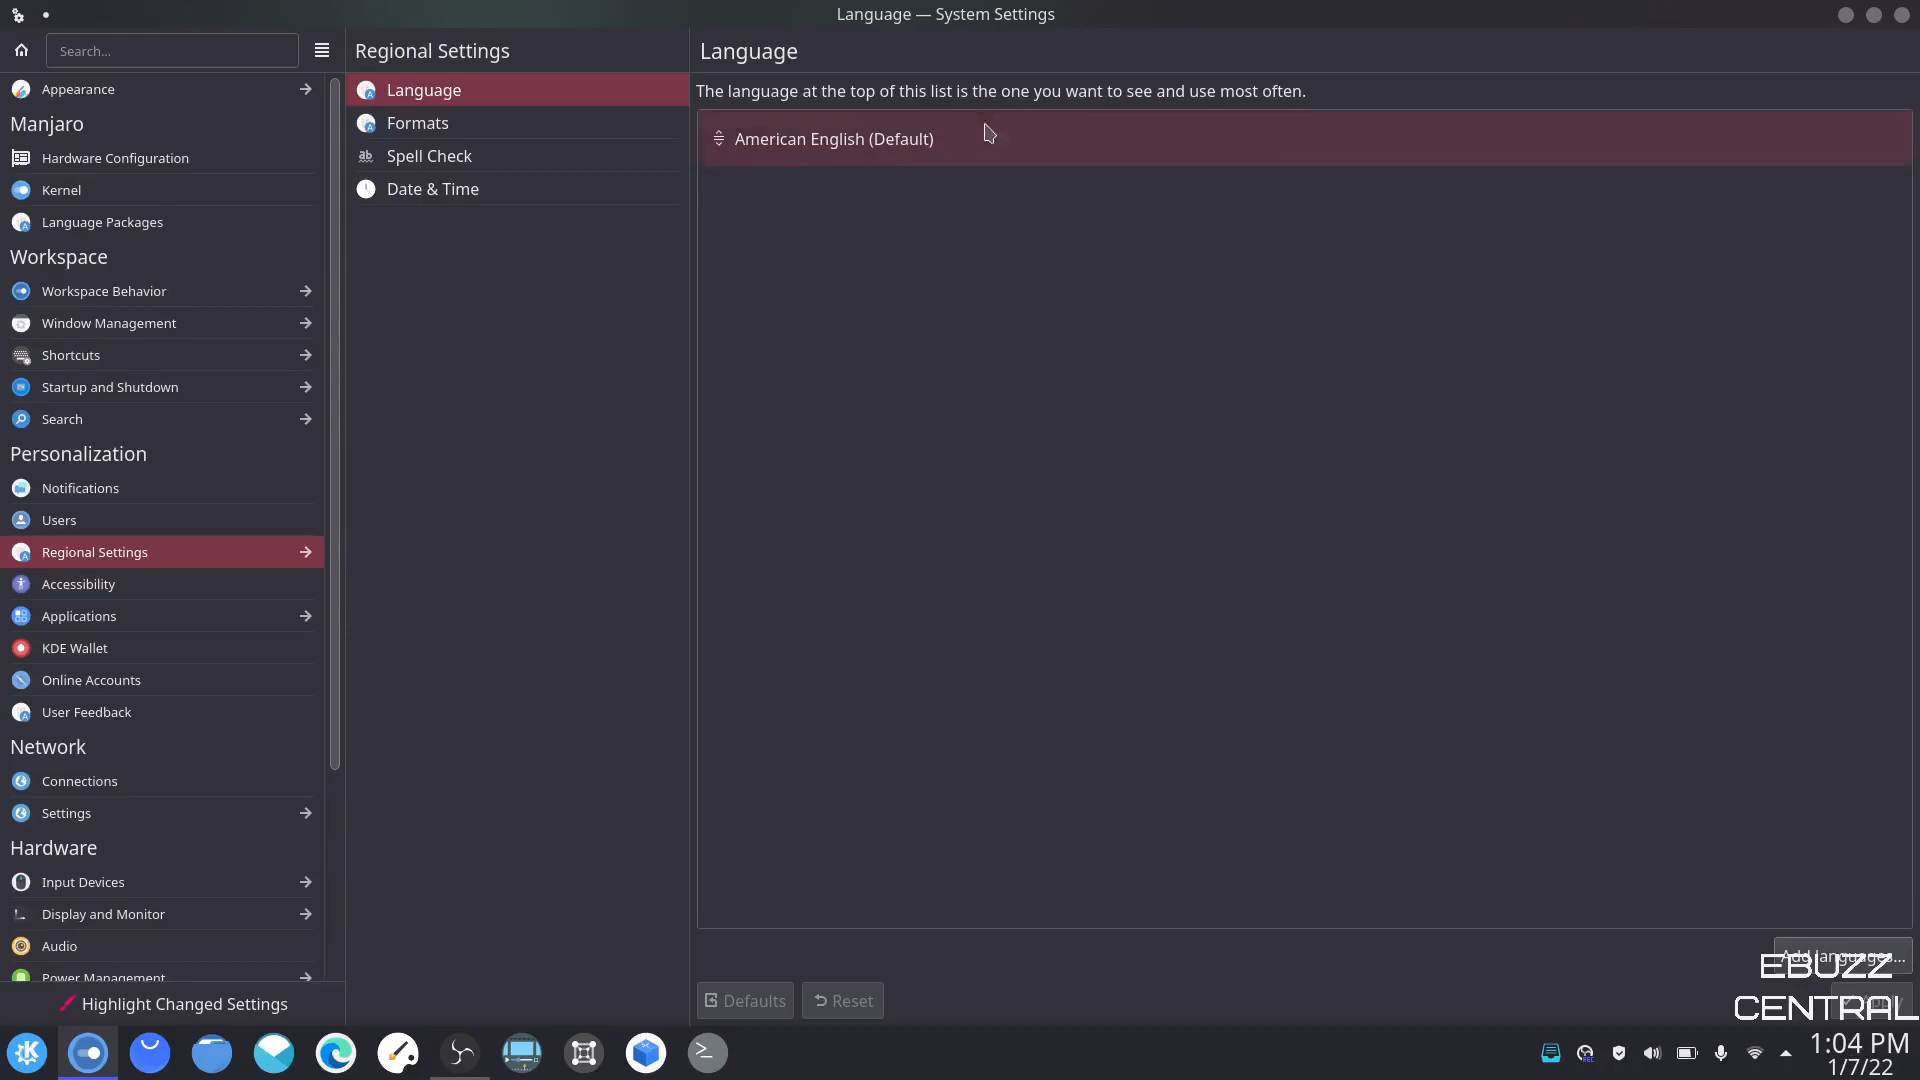 Language — System Settings
Search...
Regional Settings
Language
Appearance
Manjaro
Hardware Configuration
Kernel
Language Packages
Workspace
Workspace Behavior
Window Management
Shortcuts
Startup and Shutdown
Search
Personalization
Notifications
Users
Regional Settings
Accessibility
Applications
KDE Wallet
Online Accounts
User Feedback
Network
Connections
Settings
Hardware
Input Devices
Display and Monitor
Audio
Power Management
Highlight Changed Settings
Language
Formats
Spell Check
Date & Time
The language at the top of this list is the one you want to see and use most often.
American English (Default)
Add languages...
Defaults
Reset
EBUZZ
CENTRAL
1:04 PM
1/7/22